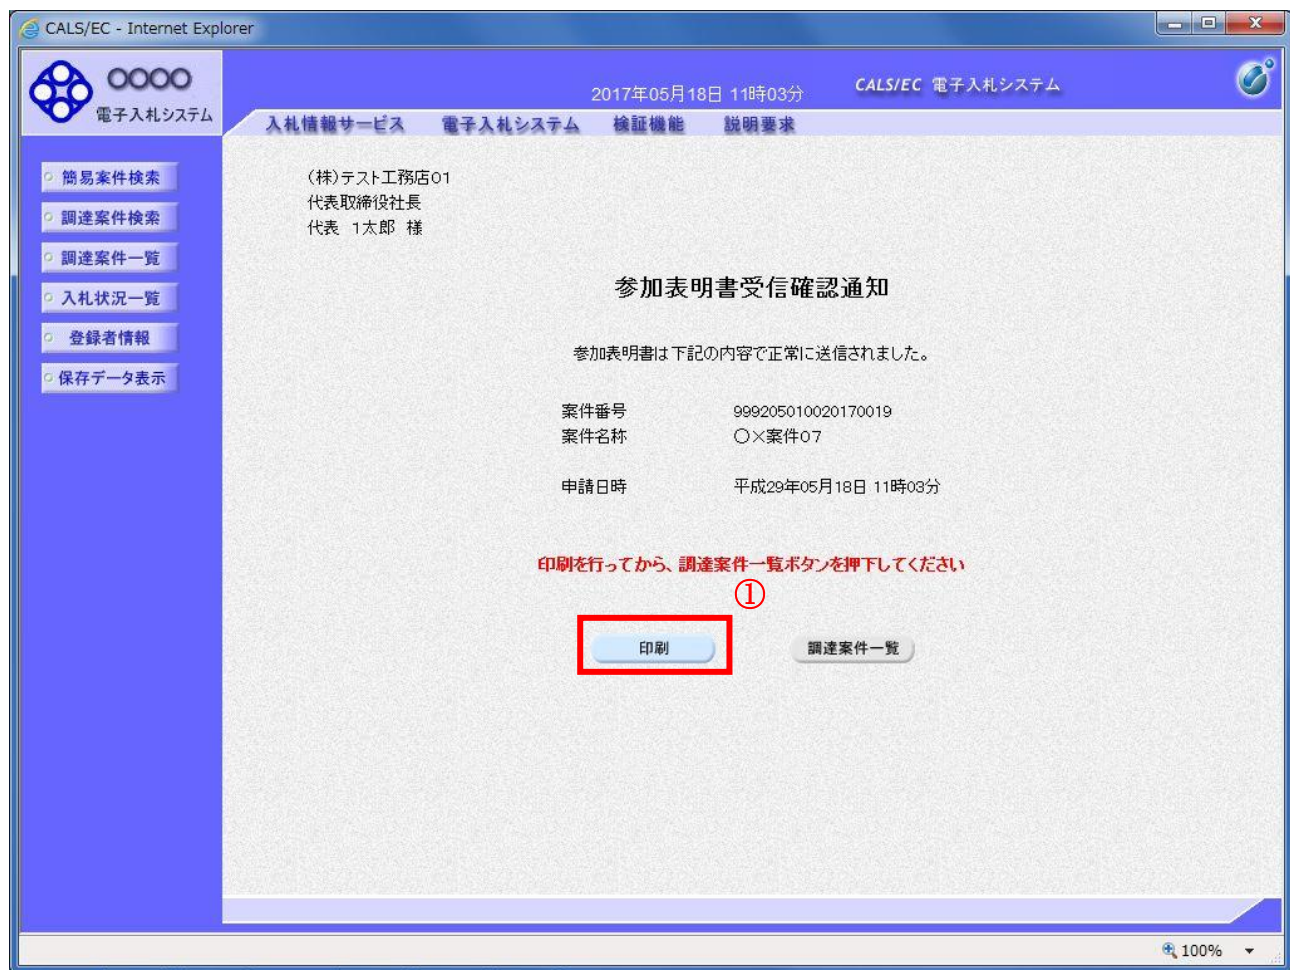 CALS/EC - Internet Explorer
○○○○
電子入札システム
2017年05月18日 11時03分
CALS/EC 電子入札システム
入札情報サービス 電子入札システム 検証機能 説明要求
簡易案件検索
調達案件検索
調達案件一覧
入札状況一覧
登録者情報
保存データ表示
(株)テスト工務店01
代表取締役社長
代表 1太郎 様
参加表明書受信確認通知
参加表明書は下記の内容で正常に送信されました。
案件番号 999205010020170019
案件名称 ○×案件07
申請日時 平成29年05月18日 11時03分
印刷を行ってから、調達案件一覧ボタンを押下してください
①
印刷 調達案件一覧
100%